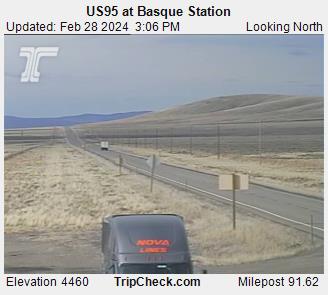 US95 at Basque Station
Updated: Feb 28 2024 3:06 PM Looking North
NOVA
LINES
Elevation 4460 TripCheck.com Milepost 91.62